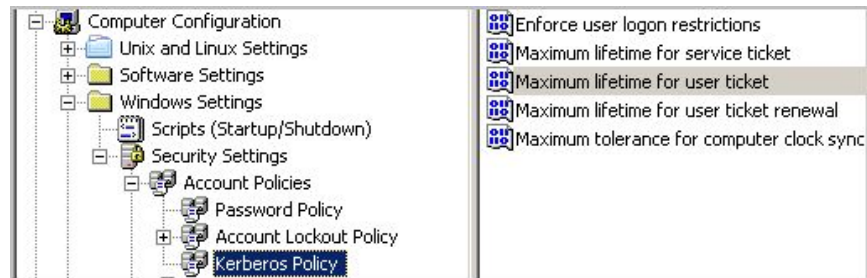 Computer Configuration
Unix and Linux Settings
Software Settings
Windows Settings
Scripts (Startup/Shutdown)
Security Settings
Account Policies
Password Policy
Account Lockout Policy
Kerberos Policy
Enforce user logon restrictions
Maximum lifetime for service ticket
Maximum lifetime for user ticket
Maximum lifetime for user ticket renewal
Maximum tolerance for computer clock sync